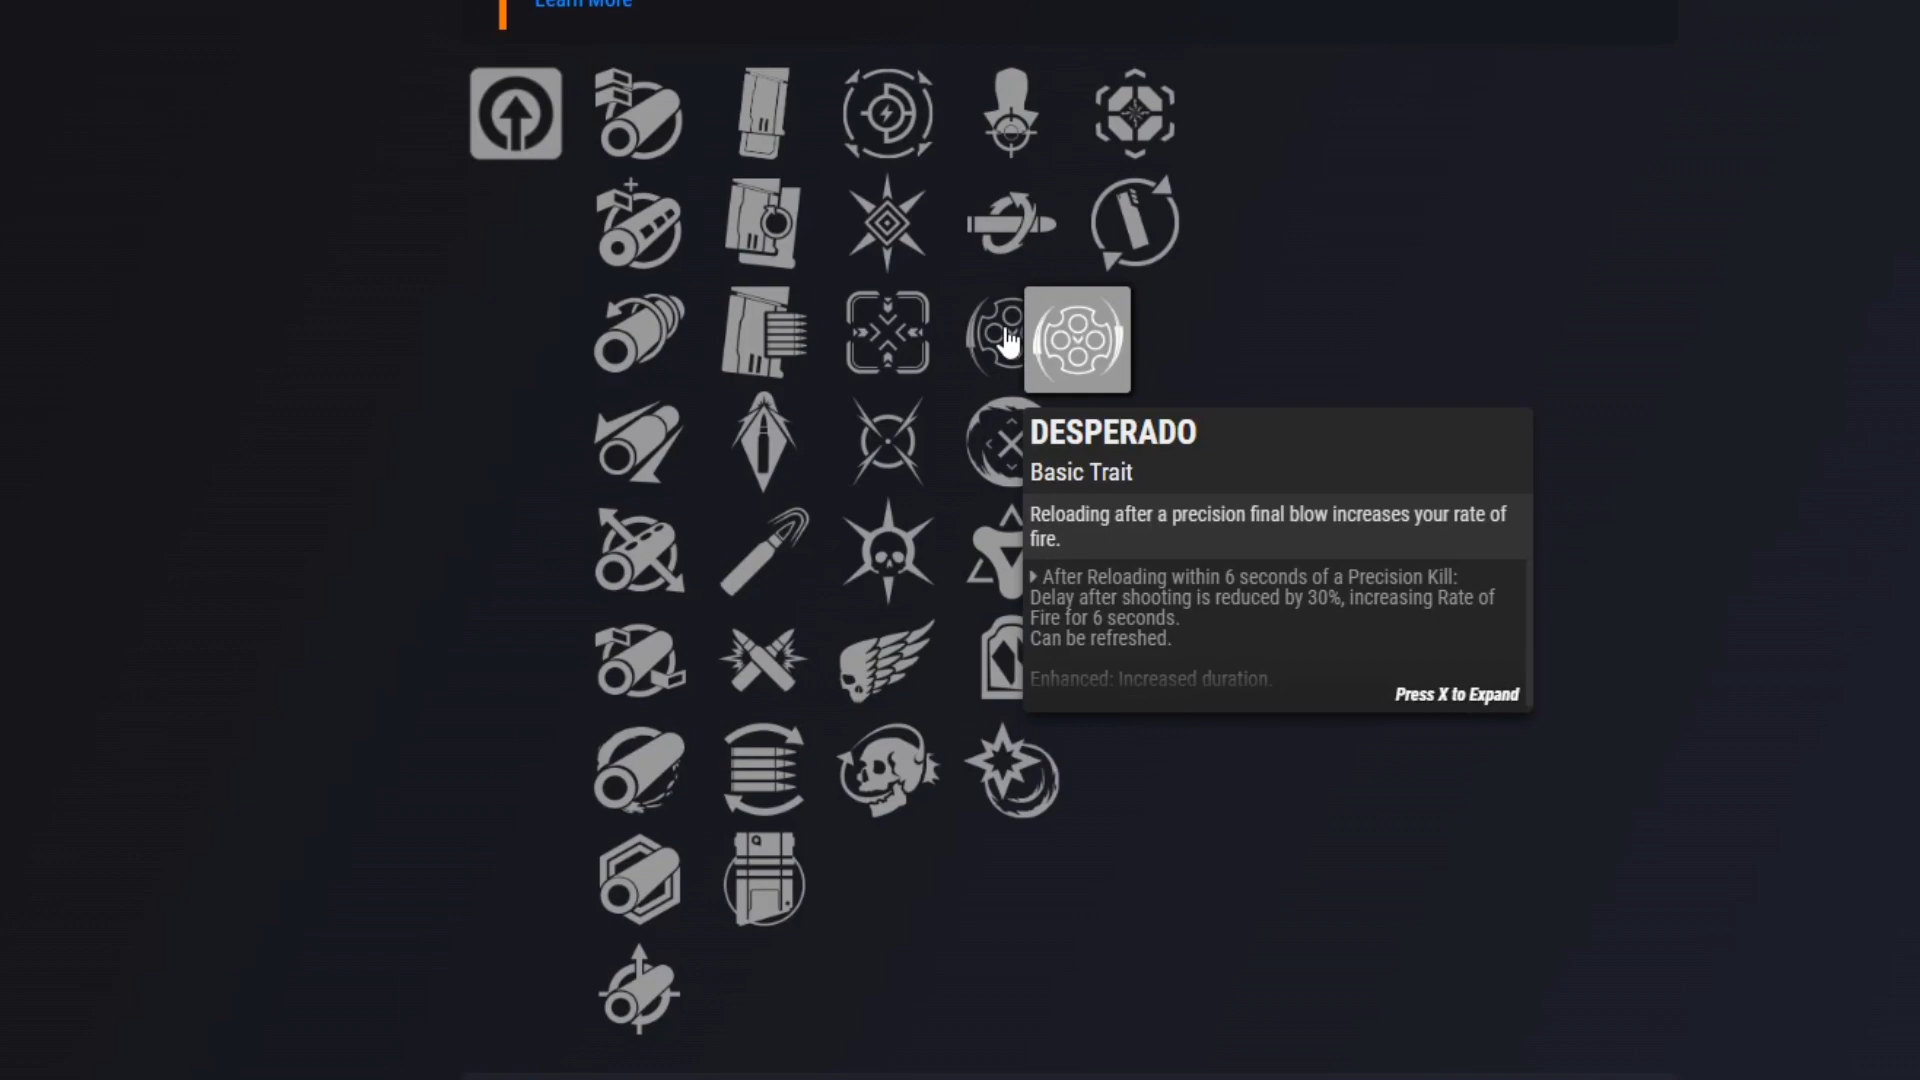 Learn More
DESPERADO
Basic Trait
Reloading after a precision final blow increases your rate of
fire.
After Reloading within 6 seconds of a Precision Kill:
Delay after shooting is reduced by 30%, increasing Rate of
Fire for 6 seconds.
Can be refreshed.
Enhanced: Increased duration.
Press X to Expand